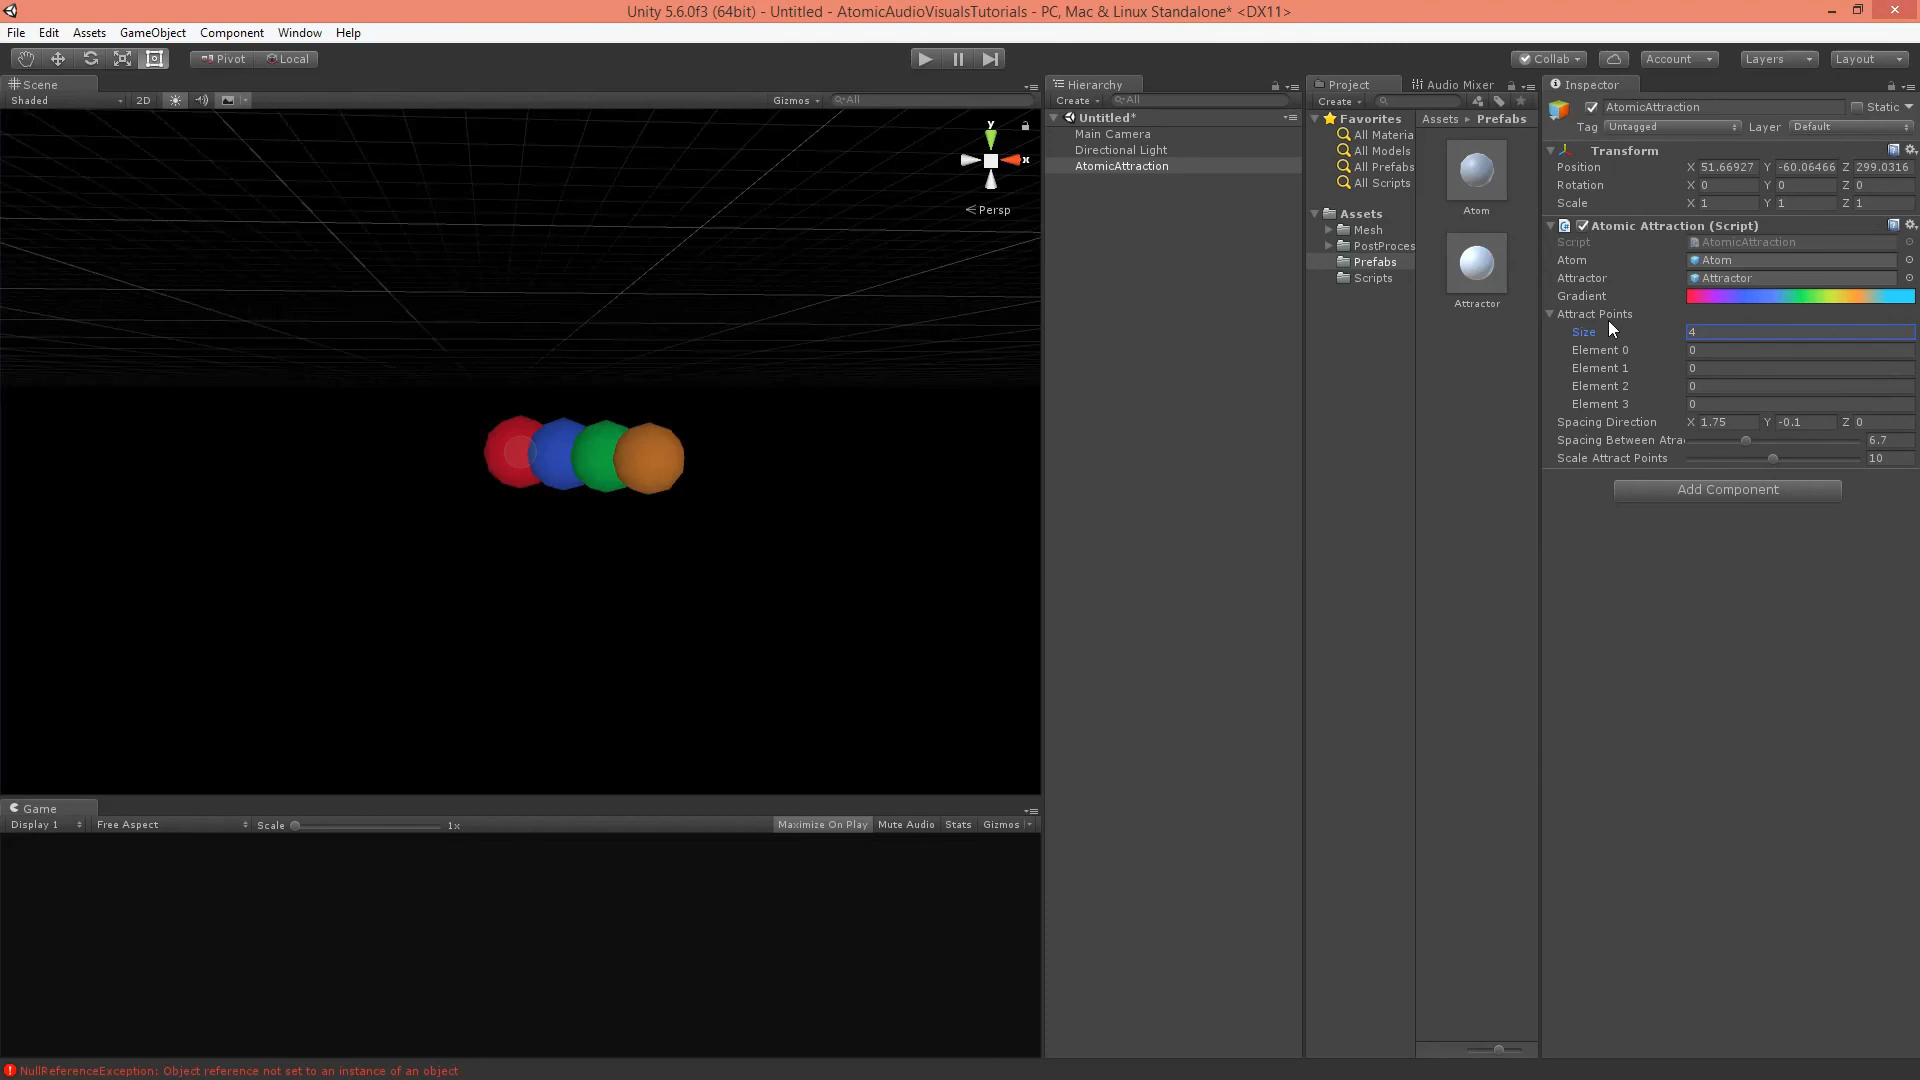 Unity 5.6.0f3 (64bit) - Untitled - AtomicAudioVisualsTutorials - PC, Mac & Linux Standalone* <DX11>
File Edit Assets GameObject Component Window Help
Pivot Local Collab Account Layers Layout
Scene
Shaded 2D Gizmos All
y
x
Persp
Hierarchy
Create All
Untitled*
Main Camera
Directional Light
AtomicAttraction
Project Audio Mixer
Create
Favorites
All Materia
All Models
All Prefabs
All Scripts
Assets
Mesh
PostProces
Prefabs
Scripts
Assets Prefabs
Atom
Attractor
Inspector
AtomicAttraction Static
Tag Untagged Layer Default
Transform
Position X 51.66927 Y -60.06466 Z 299.0316
Rotation X 0 Y 0 Z 0
Scale X 1 Y 1 Z 1
Atomic Attraction (Script)
Script AtomicAttraction
Atom Atom
Attractor Attractor
Gradient
Attract Points
Size 4
Element 0 0
Element 1 0
Element 2 0
Element 3 0
Spacing Direction X 1.75 Y -0.1 Z 0
Spacing Between Atra 6.7
Scale Attract Points 10
Add Component
Game
Display 1 Free Aspect Scale 1x Maximize On Play Mute Audio Stats Gizmos
NullReferenceException: Object reference not set to an instance of an object